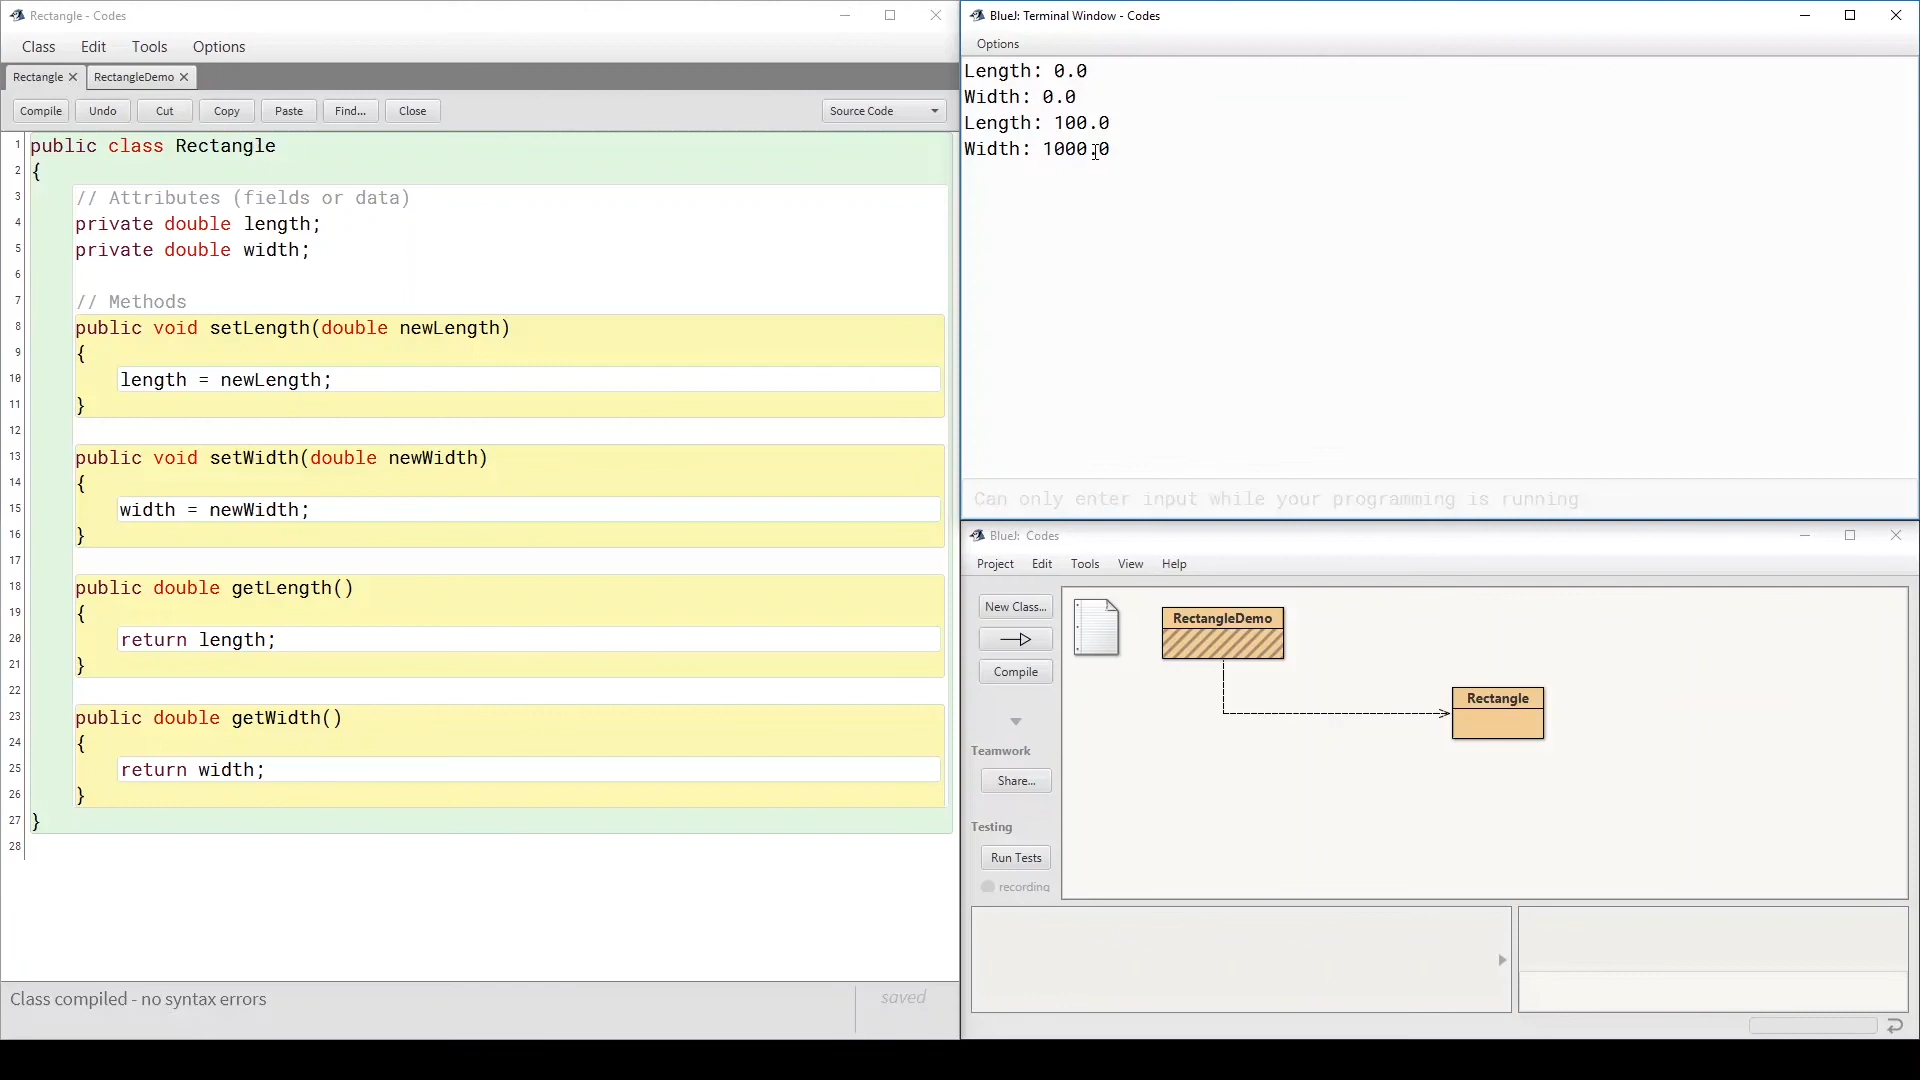 Rectangle - Codes
Class Edit Tools Options
Rectangle RectangleDemo
Compile Undo Cut Copy Paste Find... Close Source Code
1 public class Rectangle
2 {
3 // Attributes (fields or data)
4 private double length;
5 private double width;
6
7 // Methods
8 public void setLength(double newLength)
9 {
10 length = newLength;
11 }
12
13 public void setWidth(double newWidth)
14 {
15 width = newWidth;
16 }
17
18 public double getLength()
19 {
20 return length;
21 }
22
23 public double getWidth()
24 {
25 return width;
26 }
27 }
28
Class compiled - no syntax errors
saved
BlueJ: Terminal Window - Codes
Options
Length: 0.0
Width: 0.0
Length: 100.0
Width: 1000.0
Can only enter input while your programming is running
BlueJ: Codes
Project Edit Tools View Help
New Class...
Compile
Teamwork
Share...
Testing
Run Tests
recording
RectangleDemo
Rectangle